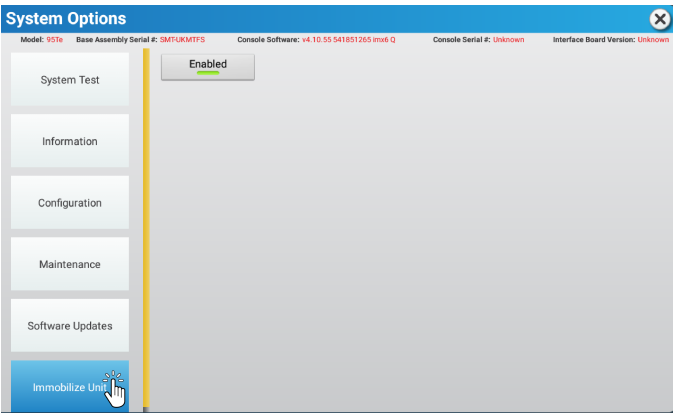 System Options
Model: 95Te Base Assembly Serial #: SMT-UKMTFS Console Software: v4.10.55 541851265 imx6 Q Console Serial #: Unknown Interface Board Version: Unknown
Enabled
System Test
Information
Configuration
Maintenance
Software Updates
Immobilize Unit